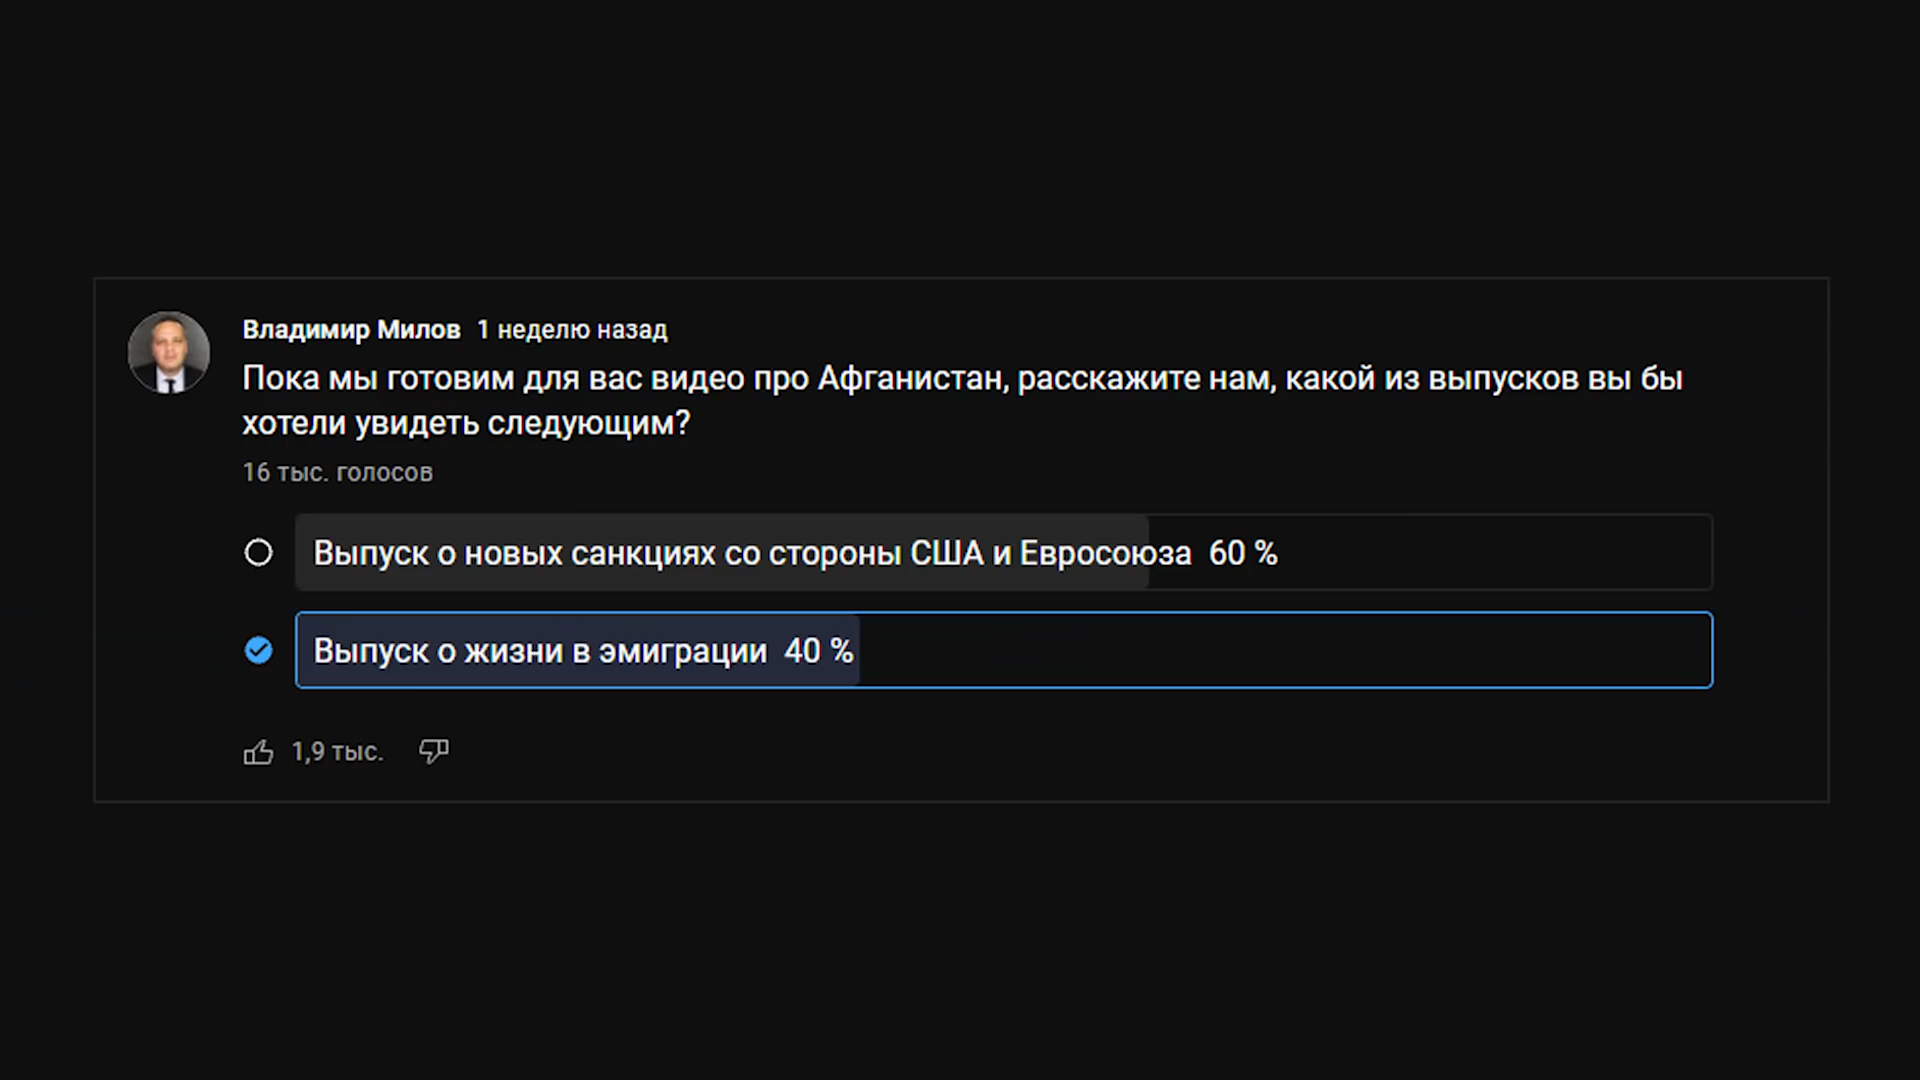 Владимир Милов 1 неделю назад
Пока мы готовим для вас видео про Афганистан, расскажите нам, какой из выпусков вы бы
хотели увидеть следующим?
16 тыс. голосов
Выпуск о новых санкциях со стороны США и Евросоюза 60 %
Выпуск о жизни в эмиграции 40 %
1,9 тыс.